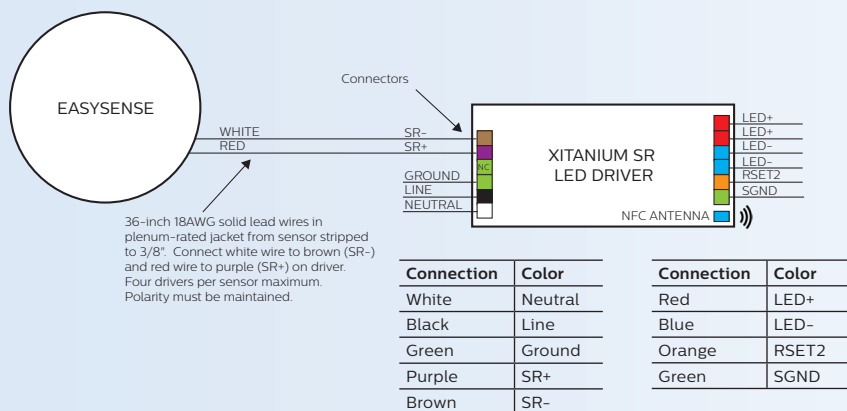 Connectors
EASYSENSE
WHITE
RED
SR-
SR+
NC
GROUND
LINE
NEUTRAL
XITANIUM SR
LED DRIVER
NFC ANTENNA
LED+
LED+
LED-
LED-
RSET2
SGND
36-inch 18AWG solid lead wires in
plenum-rated jacket from sensor stripped
to 3/8". Connect white wire to brown (SR-)
and red wire to purple (SR+) on driver.
Four drivers per sensor maximum.
Polarity must be maintained.
Connection Color
White Neutral
Black Line
Green Ground
Purple SR+
Brown SR-
Connection Color
Red LED+
Blue LED-
Orange RSET2
Green SGND